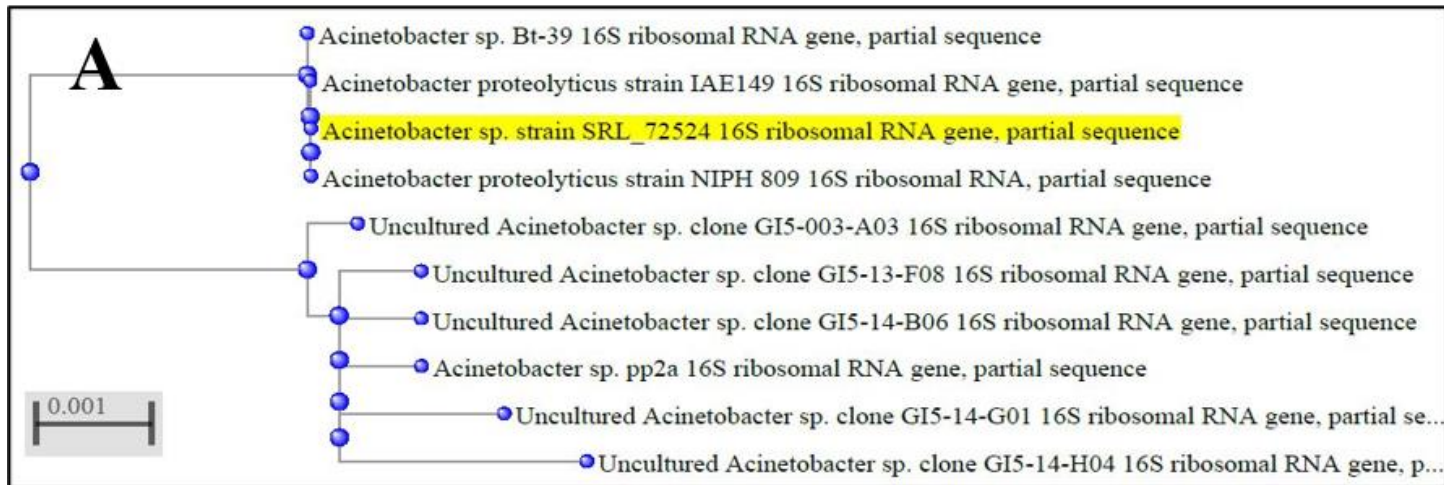 A
Acinetobacter sp. Bt-39 16S ribosomal RNA gene, partial sequence
Acinetobacter proteolyticus strain IAE149 16S ribosomal RNA gene, partial sequence
Acinetobacter sp. strain SRL_72524 16S ribosomal RNA gene, partial sequence
Acinetobacter proteolyticus strain NIPH 809 16S ribosomal RNA, partial sequence
Uncultured Acinetobacter sp. clone GI5-003-A03 16S ribosomal RNA gene, partial sequence
Uncultured Acinetobacter sp. clone GI5-13-F08 16S ribosomal RNA gene, partial sequence
Uncultured Acinetobacter sp. clone GI5-14-B06 16S ribosomal RNA gene, partial sequence
Acinetobacter sp. pp2a 16S ribosomal RNA gene, partial sequence
Uncultured Acinetobacter sp. clone GI5-14-G01 16S ribosomal RNA gene, partial se...
Uncultured Acinetobacter sp. clone GI5-14-H04 16S ribosomal RNA gene, p...
0.001